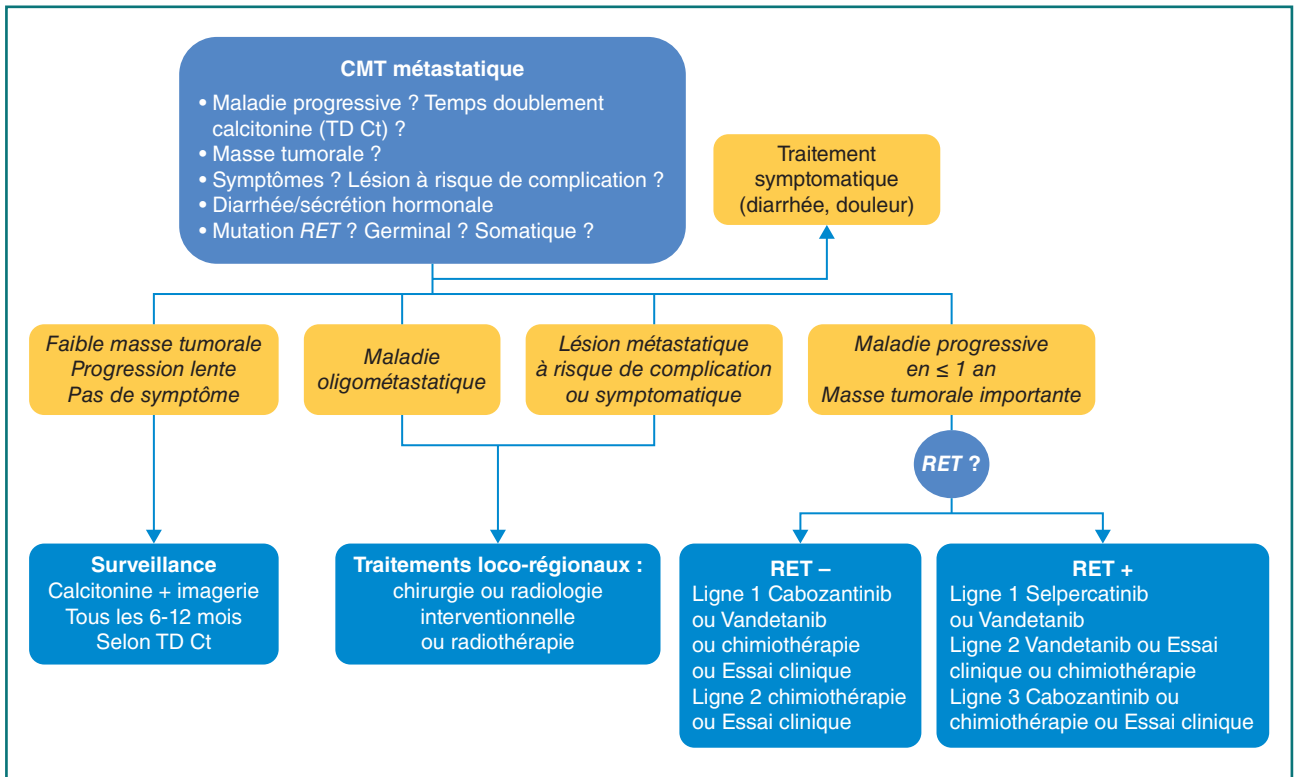 CMT métastatique
• Maladie progressive ? Temps doublement
calcitonine (TD Ct) ?
• Masse tumorale ?
• Symptômes ? Lésion à risque de complication ?
• Diarrhée/sécrétion hormonale
• Mutation RET ? Germinal ? Somatique ?
Traitement
symptomatique
(diarrhée, douleur)
Faible masse tumorale
Progression lente
Pas de symptôme
Maladie
oligométastatique
Lésion métastatique
à risque de complication
ou symptomatique
Maladie progressive
en ≤ 1 an
Masse tumorale importante
RET ?
Surveillance
Calcitonine + imagerie
Tous les 6-12 mois
Selon TD Ct
Traitements loco-régionaux :
chirurgie ou radiologie
interventionnelle
ou radiothérapie
RET –
Ligne 1 Cabozantinib
ou Vandetanib
ou chimiothérapie
ou Essai clinique
Ligne 2 chimiothérapie
ou Essai clinique
RET +
Ligne 1 Selpercatinib
ou Vandetanib
Ligne 2 Vandetanib ou Essai
clinique ou chimiothérapie
Ligne 3 Cabozantinib ou
chimiothérapie ou Essai clinique